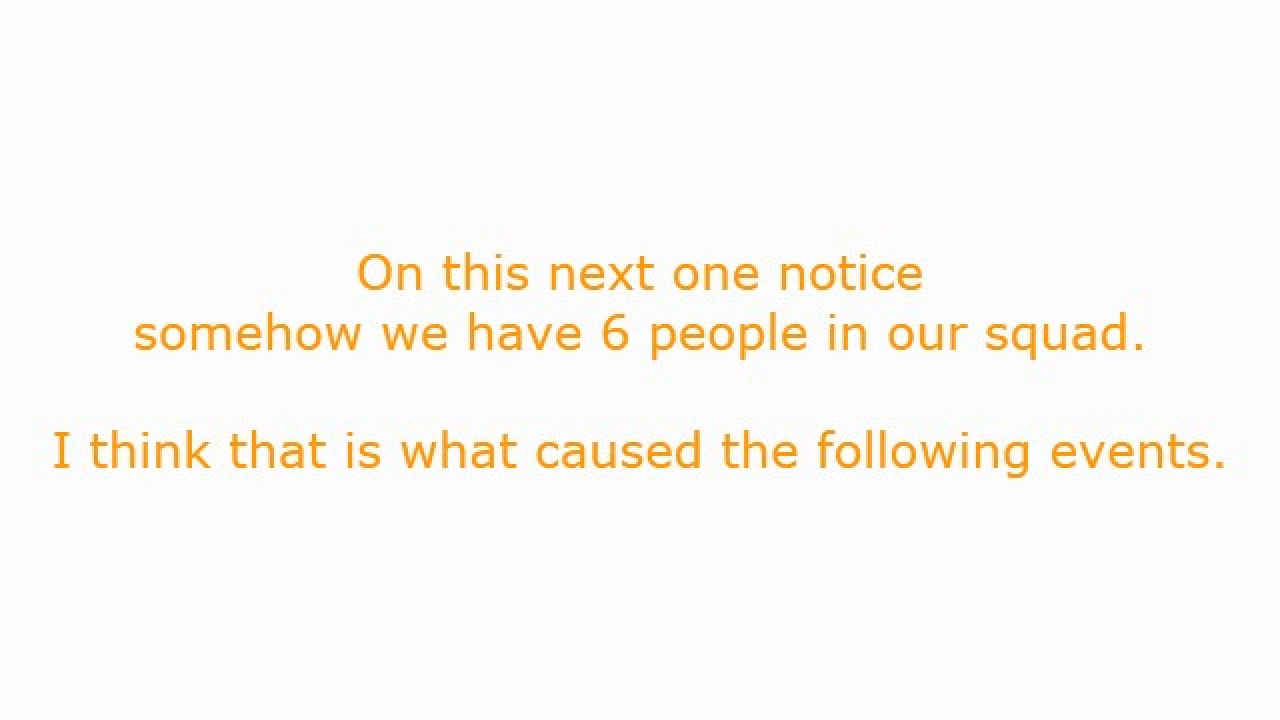 On this next one notice
somehow we have 6 people in our squad.
I think that is what caused the following events.